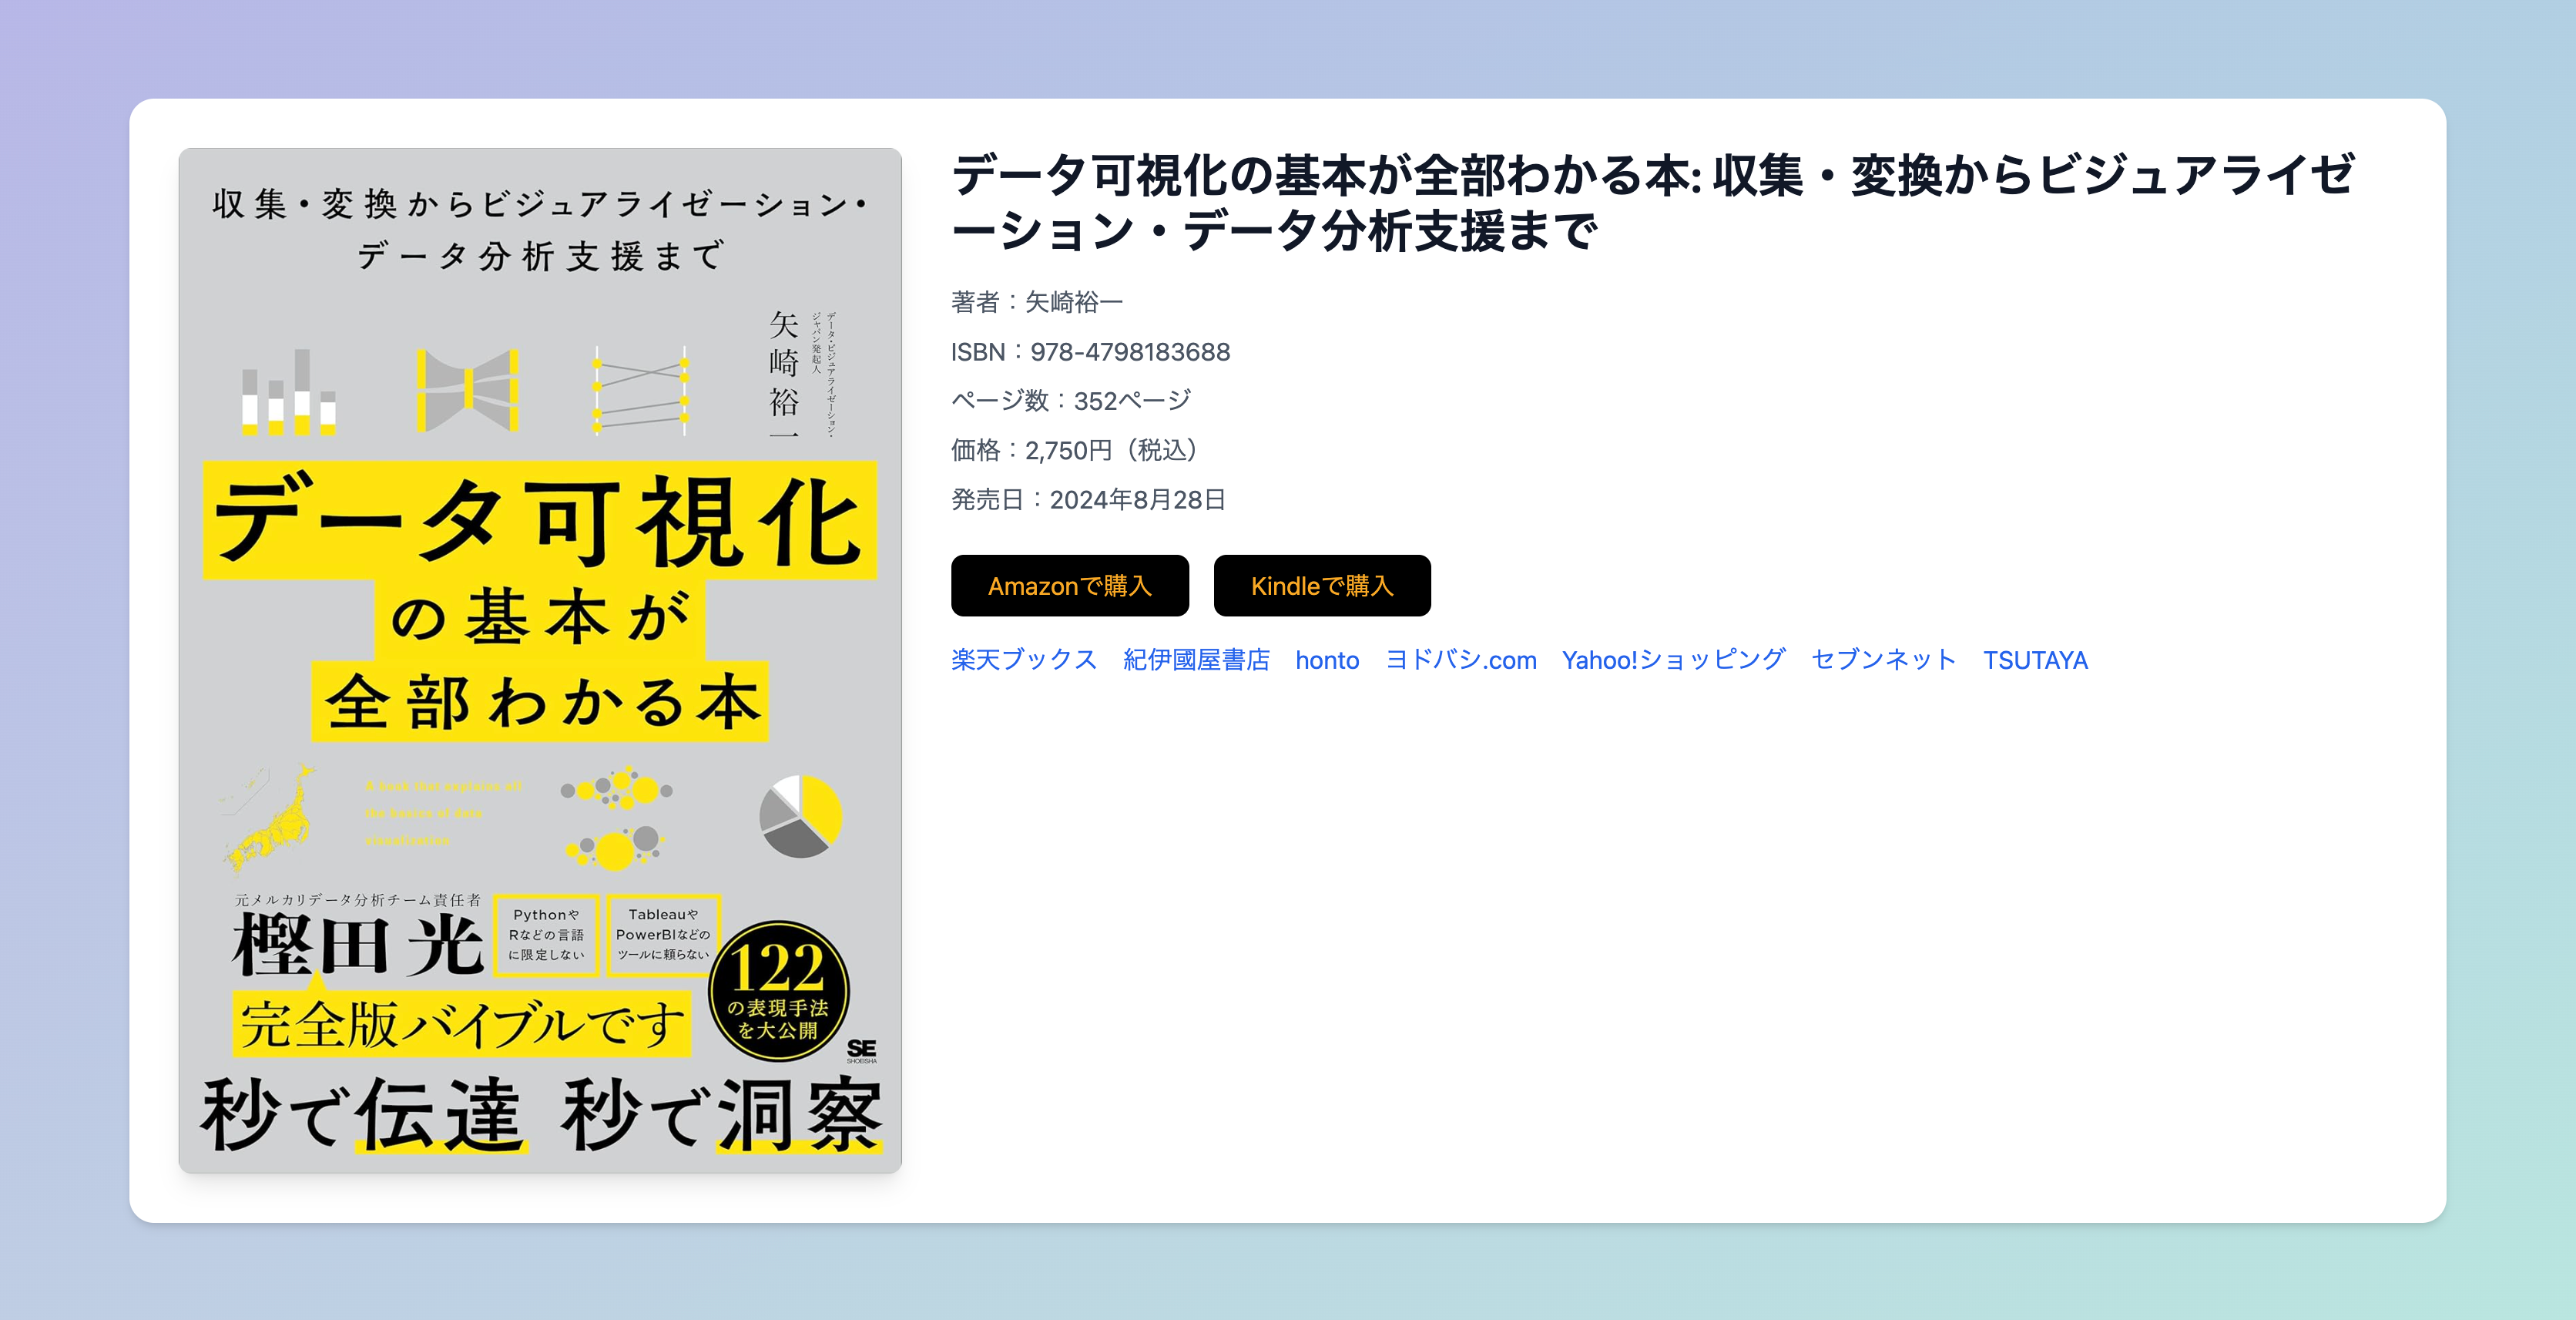 収集・変換からビジュアライゼーション・
データ分析支援まで
データ・ビジュアライゼーション・
ジャパン発起人
矢崎裕一
データ可視化
の基本が
全部わかる本
A book that explains all
the basics of data
visualization
元メルカリデータ分析チーム責任者
樫田光
Pythonや
Rなどの言語
に限定しない
Tableauや
PowerBIなどの
ツールに頼らない
完全版バイブルです
122
の表現手法
を大公開
SE
SHOEISHA
秒で伝達 秒で洞察
データ可視化の基本が全部わかる本: 収集・変換からビジュアライゼ
ーション・データ分析支援まで
著者：矢崎裕一
ISBN：978-4798183688
ページ数：352ページ
価格：2,750円（税込）
発売日：2024年8月28日
Amazonで購入 Kindleで購入
楽天ブックス 紀伊國屋書店 honto ヨドバシ.com Yahoo!ショッピング セブンネット TSUTAYA